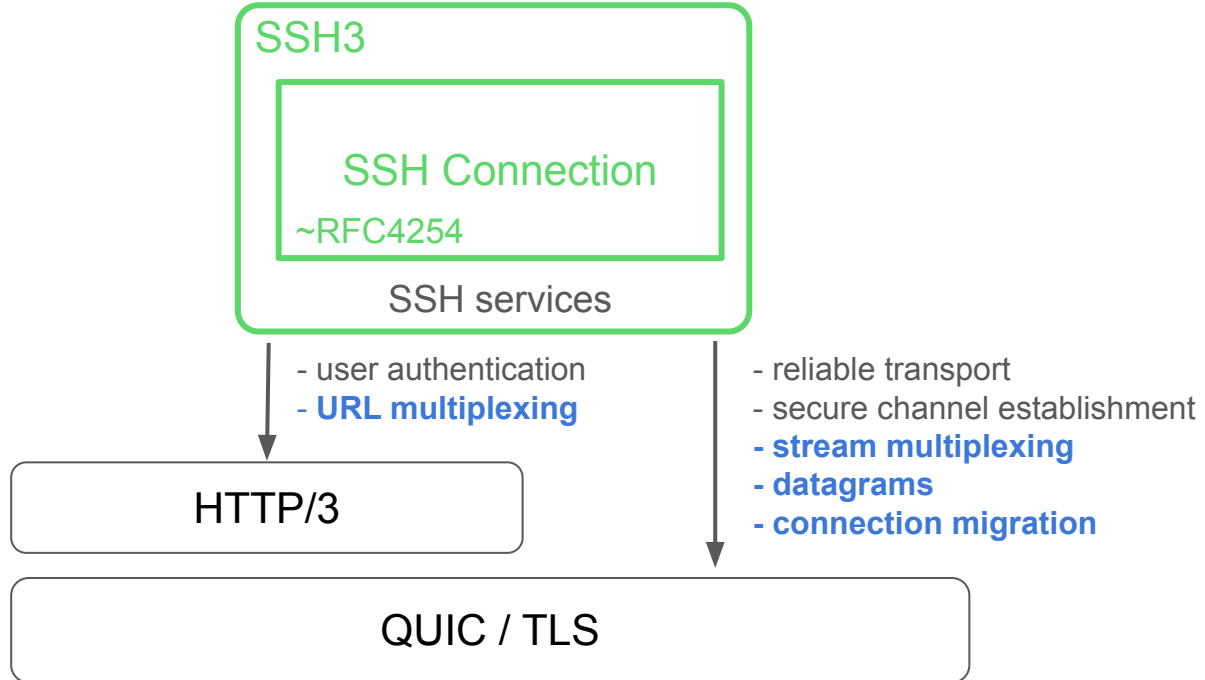 SSH3
SSH Connection
~RFC4254
SSH services
- user authentication
- URL multiplexing
- reliable transport
- secure channel establishment
- stream multiplexing
- datagrams
- connection migration
HTTP/3
QUIC / TLS